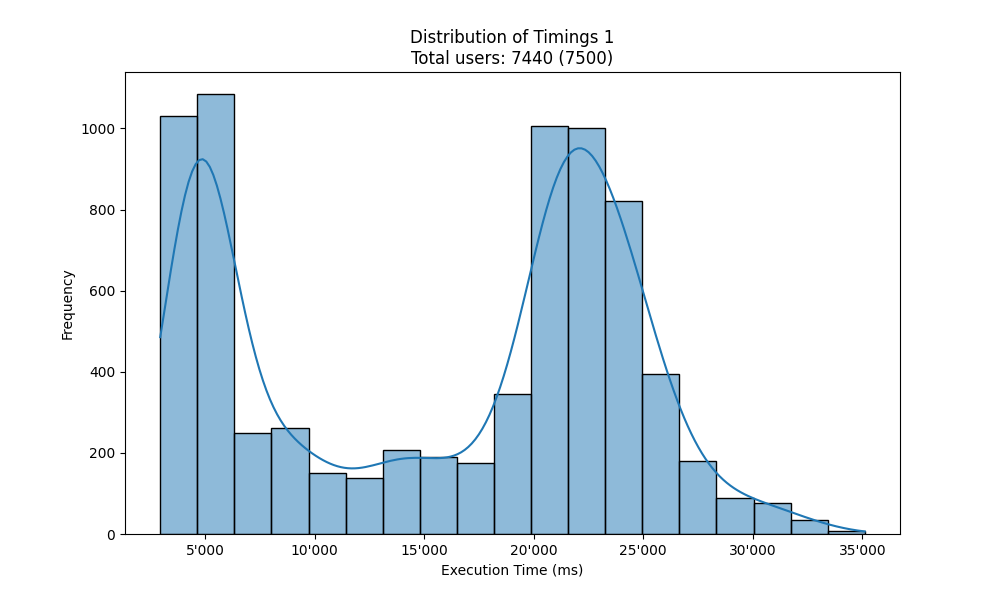 Distribution of Timings 1
Total users: 7440 (7500)
1000
800
600
400
200
0
Frequency
5'000 10'000 15'000 20'000 25'000 30'000 35'000
Execution Time (ms)